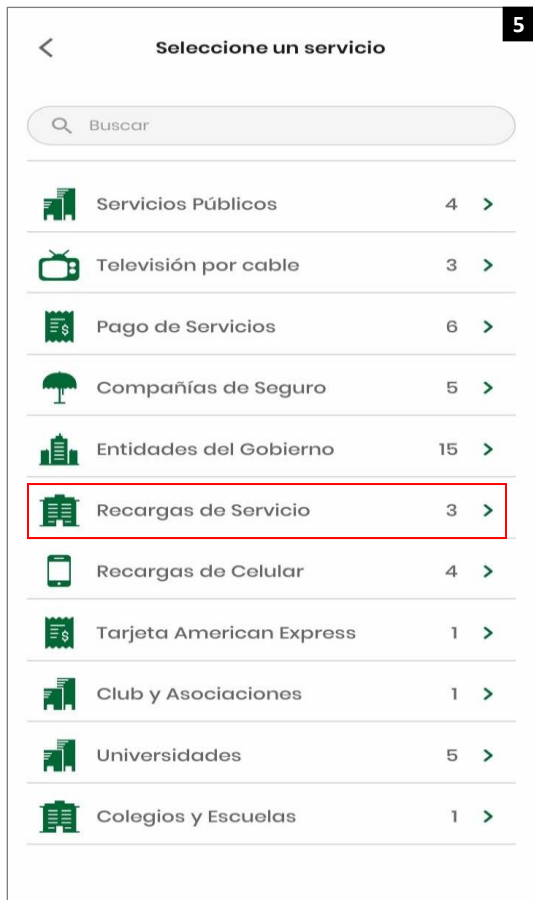 5
Seleccione un servicio
Buscar
Servicios Públicos 4
Televisión por cable 3
$
Pago de Servicios 6
Compañías de Seguro 5
Entidades del Gobierno 15
Recargas de Servicio 3
Recargas de Celular 4
$
Tarjeta American Express 1
Club y Asociaciones 1
Universidades 5
Colegios y Escuelas 1